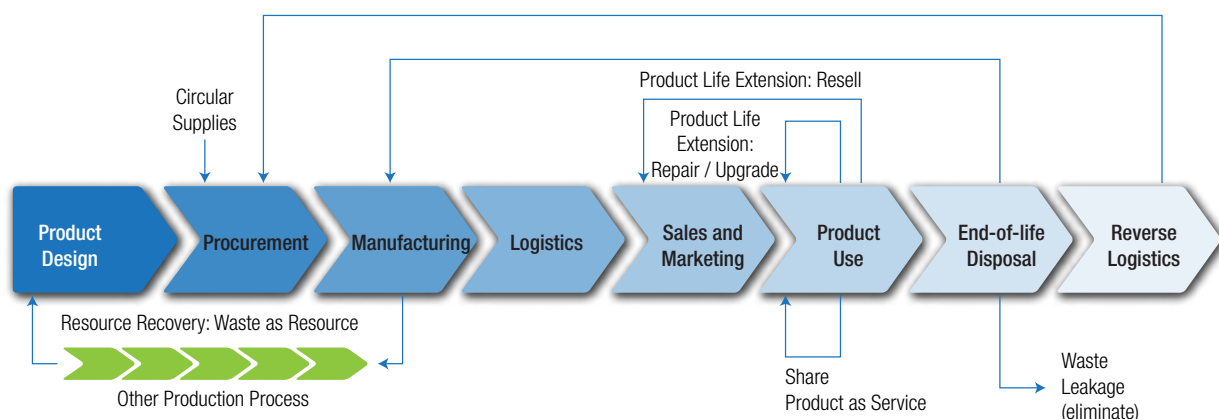 Product Life Extension: Resell
Circular
Supplies
Product Life
Extension:
Repair / Upgrade
Product
Design
Procurement
Manufacturing
Logistics
Sales and
Marketing
Product
Use
End-of-life
Disposal
Reverse
Logistics
Resource Recovery: Waste as Resource
Other Production Process
Share
Product as Service
Waste
Leakage
(eliminate)